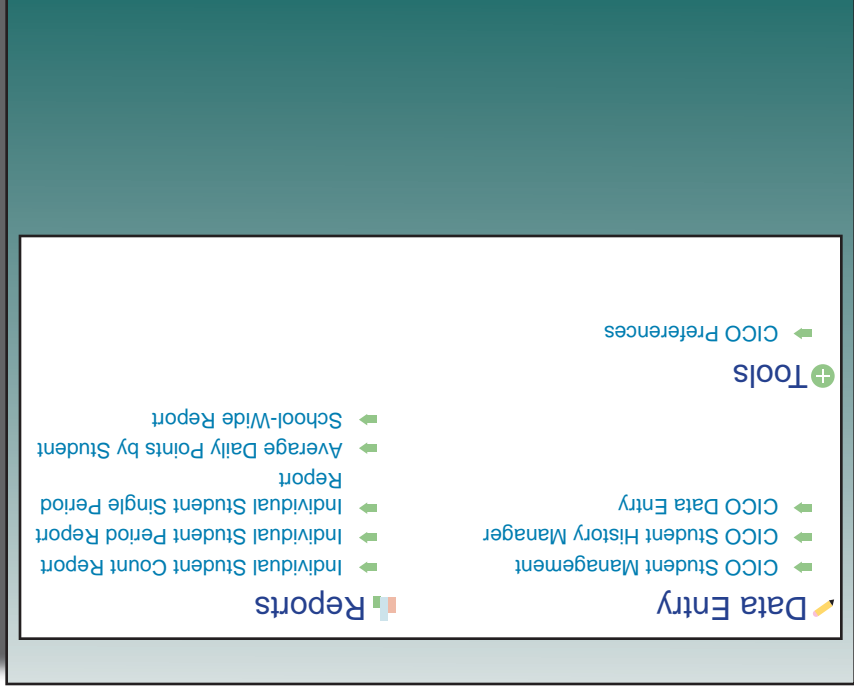 Data Entry
CICO Student Management
CICO Student History Manager
CICO Data Entry
Tools
CICO Preferences
Reports
Individual Student Count Report
Individual Student Period Report
Individual Student Single Period
Report
Average Daily Points by Student
School-Wide Report